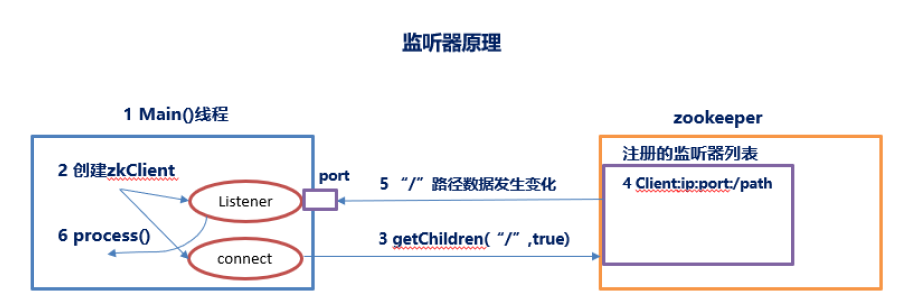 监听器原理
1 Main()线程
zookeeper
注册的监听器列表
2 创建zkClient
port
5 “/”路径数据发生变化
4 Client:ip:port:/path
Listener
6 process()
3 getChildren(“/”,true)
connect